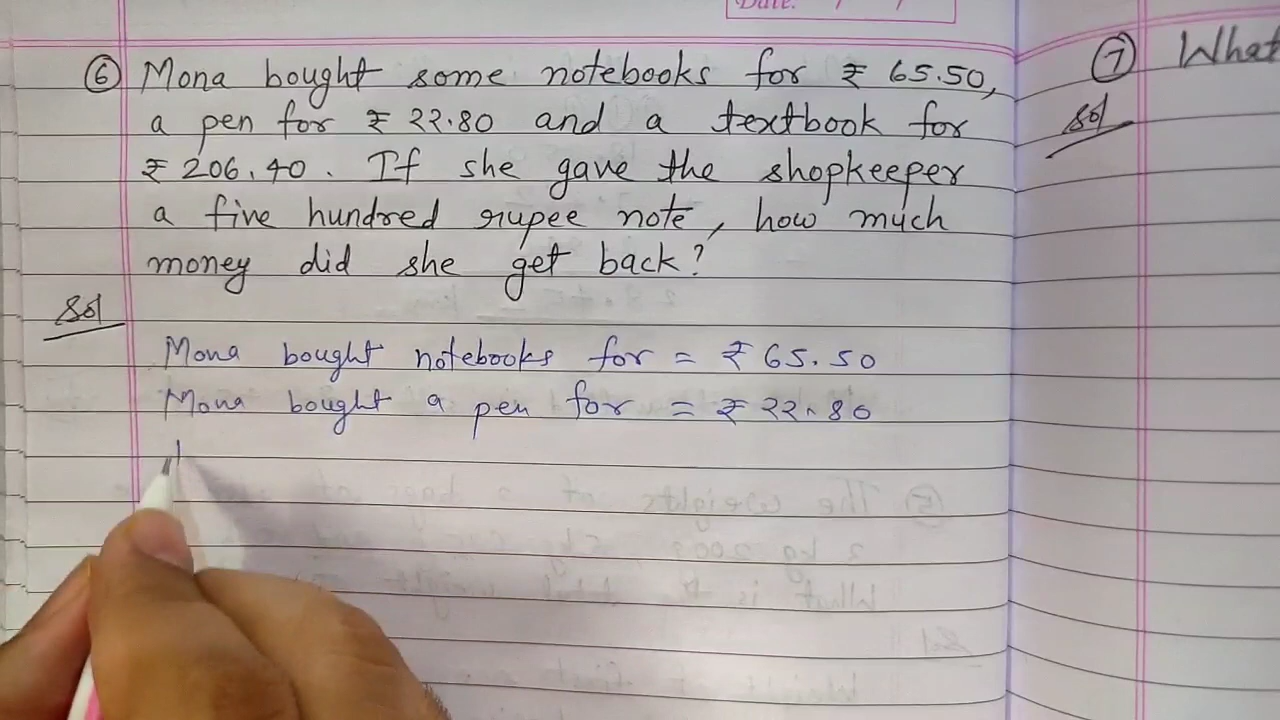 Date: / /
⑥ Mona bought some notebooks for ₹ 65.50,
a pen for ₹ 22.80 and a textbook for
₹ 206.40. If she gave the shopkeeper
a five hundred rupee note, how much
money did she get back?
Sol
Mona bought notebooks for = ₹ 65.50
Mona bought a pen for = ₹ 22.80
⑦ What
Sol